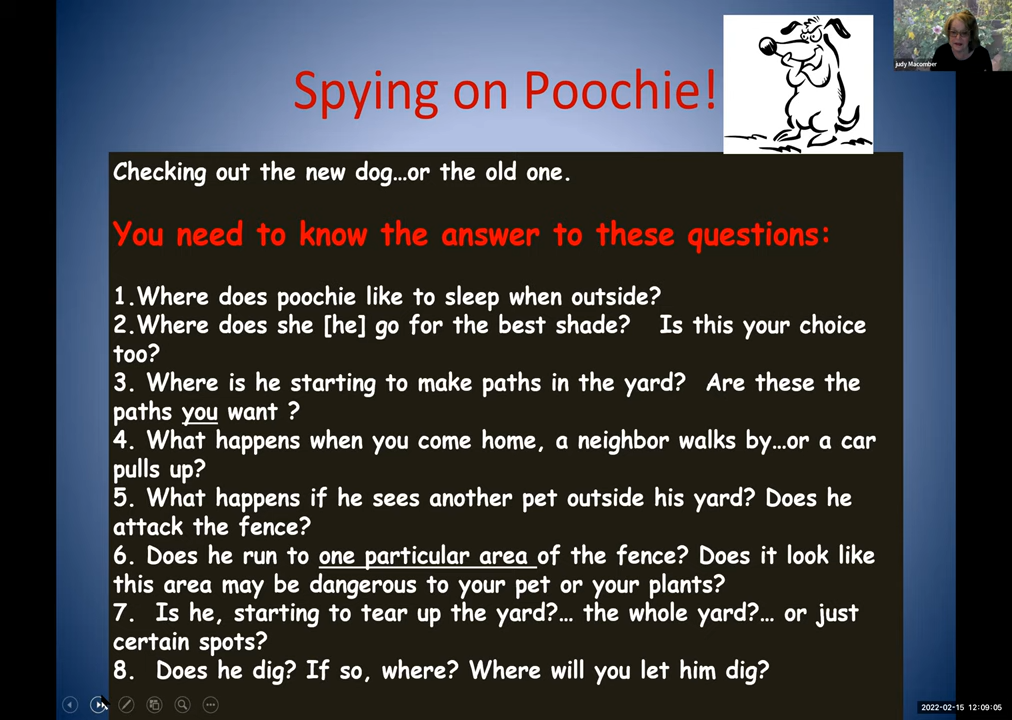 Spying on Poochie!
judy Macomber
Checking out the new dog…or the old one.
You need to know the answer to these questions:
1.Where does poochie like to sleep when outside?
2.Where does she [he] go for the best shade?   Is this your choice
too?
3. Where is he starting to make paths in the yard?  Are these the
paths you want ?
4. What happens when you come home, a neighbor walks by…or a car
pulls up?
5. What happens if he sees another pet outside his yard? Does he
attack the fence?
6. Does he run to one particular area of the fence? Does it look like
this area may be dangerous to your pet or your plants?
7.  Is he, starting to tear up the yard?… the whole yard?… or just
certain spots?
8.  Does he dig? If so, where? Where will you let him dig?
2022-02-15 12:09:05